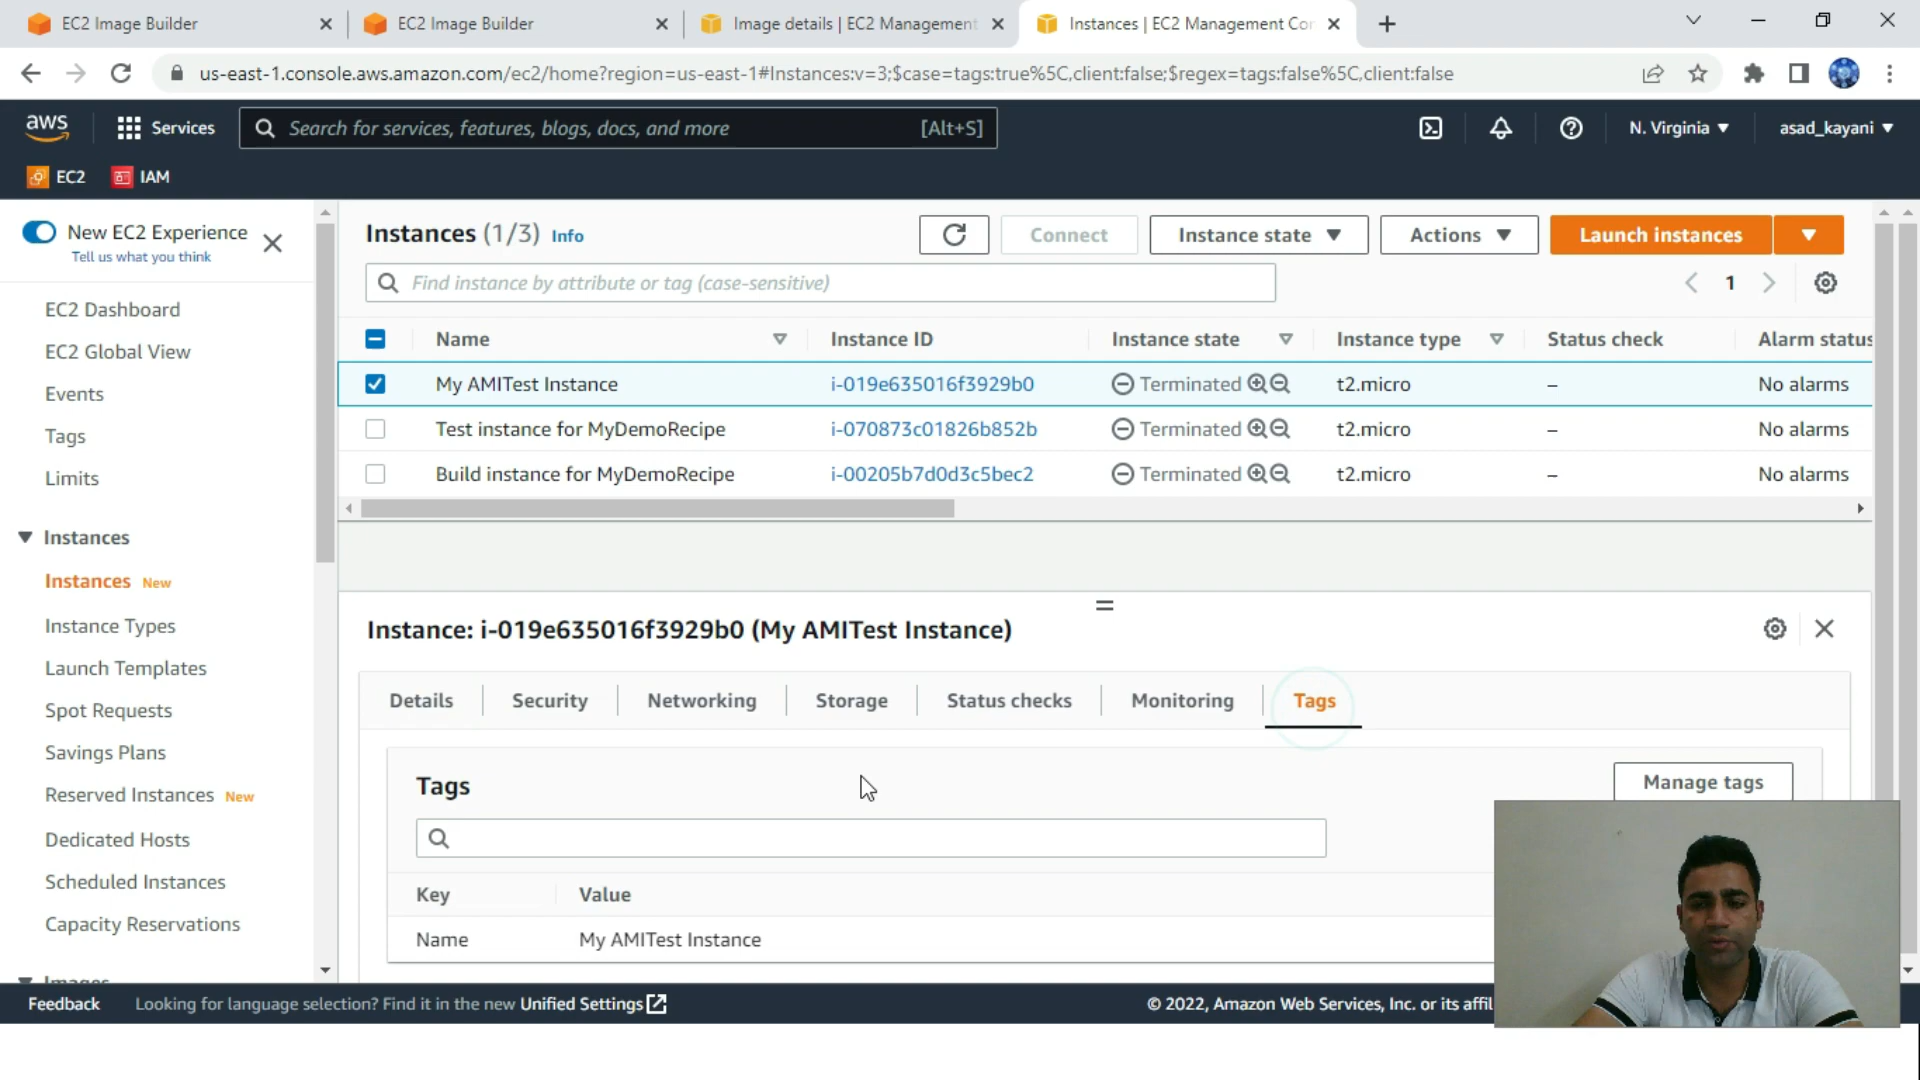 EC2 Image Builder
EC2 Image Builder
Image details | EC2 Management
Instances | EC2 Management Con
us-east-1.console.aws.amazon.com/ec2/home?region=us-east-1#Instances:v=3;$case=tags:true%5C,client:false;$regex=tags:false%5C,client:false
aws
Services
Search for services, features, blogs, docs, and more
[Alt+S]
N. Virginia
asad_kayani
EC2
IAM
New EC2 Experience
Tell us what you think
EC2 Dashboard
EC2 Global View
Events
Tags
Limits
Instances
Instances New
Instance Types
Launch Templates
Spot Requests
Savings Plans
Reserved Instances New
Dedicated Hosts
Scheduled Instances
Capacity Reservations
Images
Instances (1/3) Info
Connect
Instance state
Actions
Launch instances
Find instance by attribute or tag (case-sensitive)
1
Name Instance ID Instance state Instance type Status check Alarm status
My AMITest Instance i-019e635016f3929b0 Terminated t2.micro – No alarms
Test instance for MyDemoRecipe i-070873c01826b852b Terminated t2.micro – No alarms
Build instance for MyDemoRecipe i-00205b7d0d3c5bec2 Terminated t2.micro – No alarms
Instance: i-019e635016f3929b0 (My AMITest Instance)
Details
Security
Networking
Storage
Status checks
Monitoring
Tags
Tags
Manage tags
Key Value
Name My AMITest Instance
Feedback
Looking for language selection? Find it in the new Unified Settings
© 2022, Amazon Web Services, Inc. or its affil